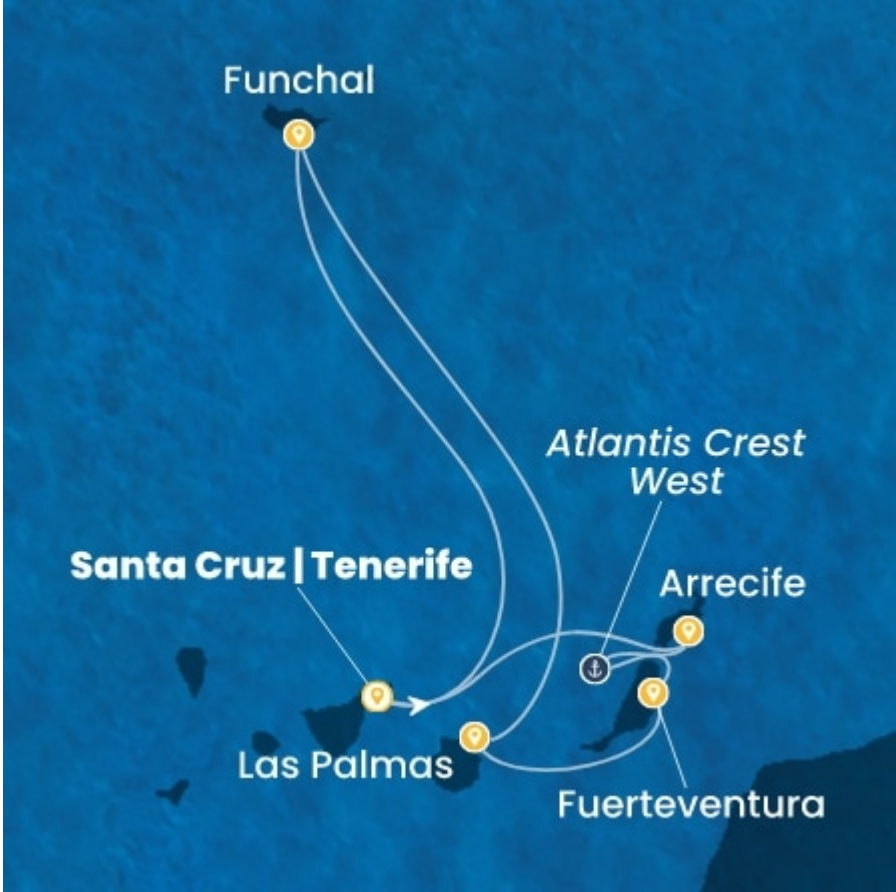 Funchal
Atlantis Crest
West
Santa Cruz | Tenerife
Arrecife
Las Palmas
Fuerteventura